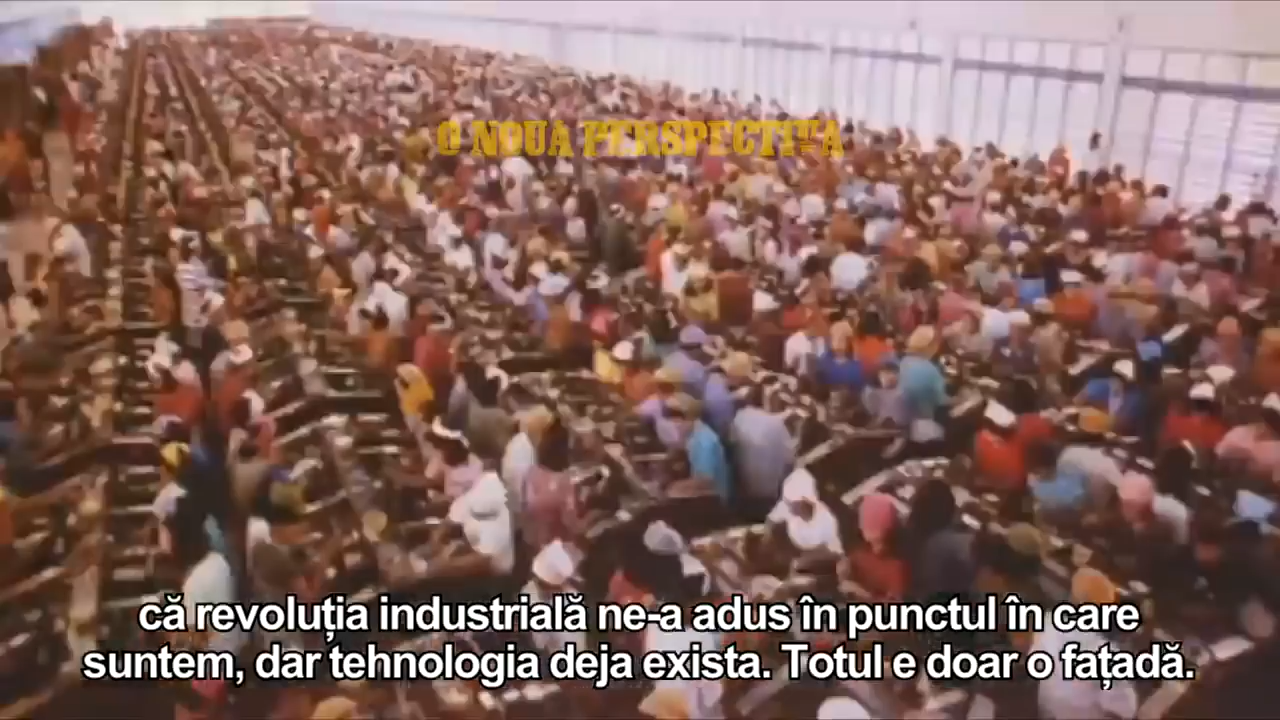 O NOUA PERSPECTIVA
că revoluția industrială ne-a adus în punctul în care
suntem, dar tehnologia deja exista. Totul e doar o fațadă.